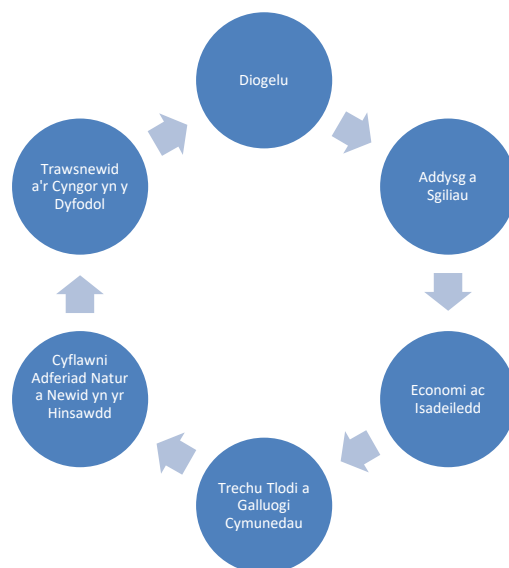 Diogelu
Addysg a
Sgiliau
Economi ac
Isadeiledd
Trechu Tlodi a
Galluogi
Cymunedau
Cyflawni
Adferiad Natur
a Newid yn yr
Hinsawdd
Trawsnewid
a'r Cyngor yn y
Dyfodol